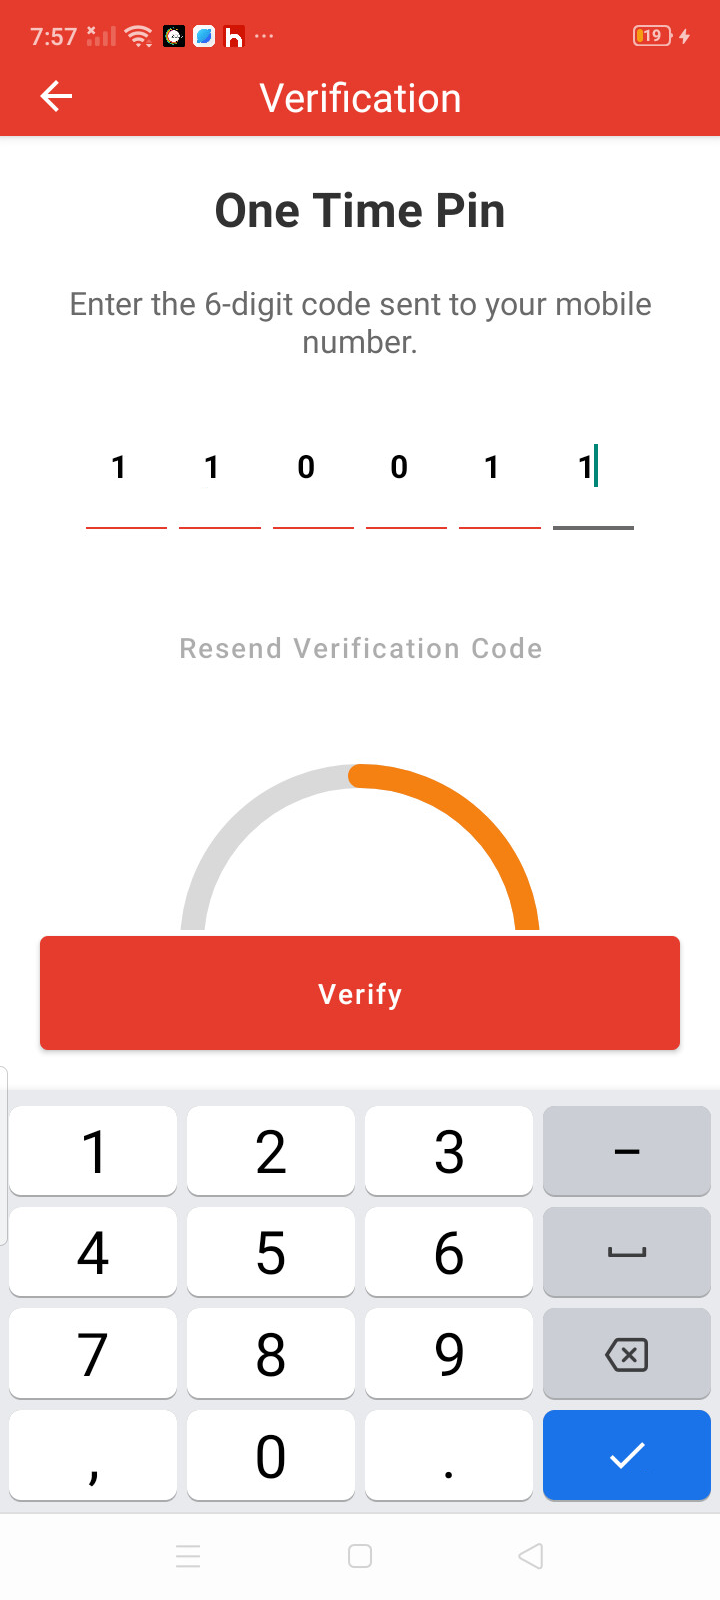 7:57
19
Verification
One Time Pin
Enter the 6-digit code sent to your mobile
number.
1 1 0 0 1 1
Resend Verification Code
Verify
1 2 3 –
4 5 6
7 8 9
, 0 .